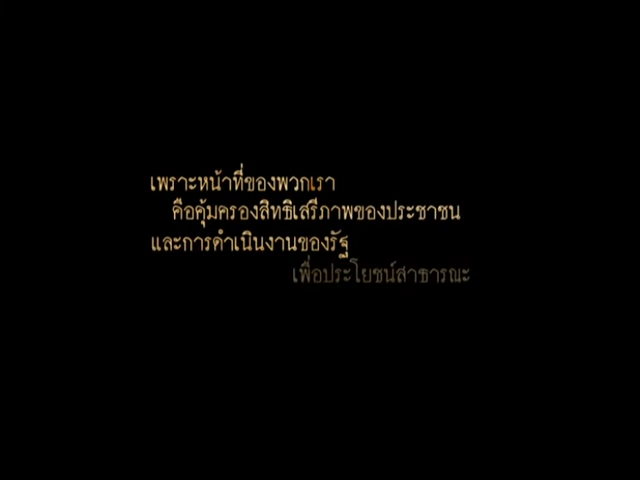 เพราะหน้าที่ของพวกเรา
คือคุ้มครองสิทธิเสรีภาพของประชาชน
และการดำเนินงานของรัฐ
เพื่อประโยชน์สาธารณะ